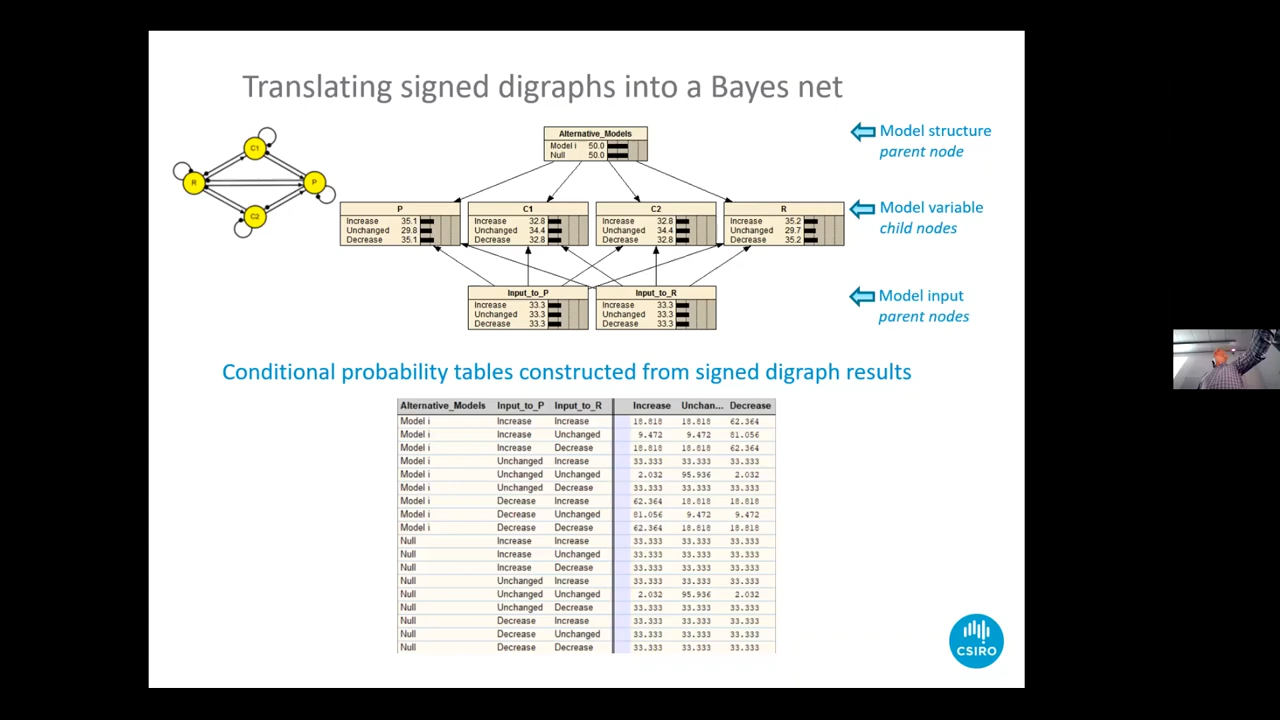 Translating signed digraphs into a Bayes net
C1
R
P
C2
Alternative_Models
Model i 50.0
Null 50.0
Model structure
parent node
P
Increase 35.1
Unchanged 29.8
Decrease 35.1
C1
Increase 32.8
Unchanged 34.4
Decrease 32.8
C2
Increase 32.8
Unchanged 34.4
Decrease 32.8
R
Increase 35.2
Unchanged 29.7
Decrease 35.2
Model variable
child nodes
Input_to_P
Increase 33.3
Unchanged 33.3
Decrease 33.3
Input_to_R
Increase 33.3
Unchanged 33.3
Decrease 33.3
Model input
parent nodes
Conditional probability tables constructed from signed digraph results
Alternative_Models Input_to_P Input_to_R Increase Unchan... Decrease
Model i Increase Increase 18.818 18.818 62.364
Model i Increase Unchanged 9.472 9.472 81.056
Model i Increase Decrease 18.818 18.818 62.364
Model i Unchanged Increase 33.333 33.333 33.333
Model i Unchanged Unchanged 2.032 95.936 2.032
Model i Unchanged Decrease 33.333 33.333 33.333
Model i Decrease Increase 62.364 18.818 18.818
Model i Decrease Unchanged 81.056 9.472 9.472
Model i Decrease Decrease 62.364 18.818 18.818
Null Increase Increase 33.333 33.333 33.333
Null Increase Unchanged 33.333 33.333 33.333
Null Increase Decrease 33.333 33.333 33.333
Null Unchanged Increase 33.333 33.333 33.333
Null Unchanged Unchanged 2.032 95.936 2.032
Null Unchanged Decrease 33.333 33.333 33.333
Null Decrease Increase 33.333 33.333 33.333
Null Decrease Unchanged 33.333 33.333 33.333
Null Decrease Decrease 33.333 33.333 33.333
CSIRO